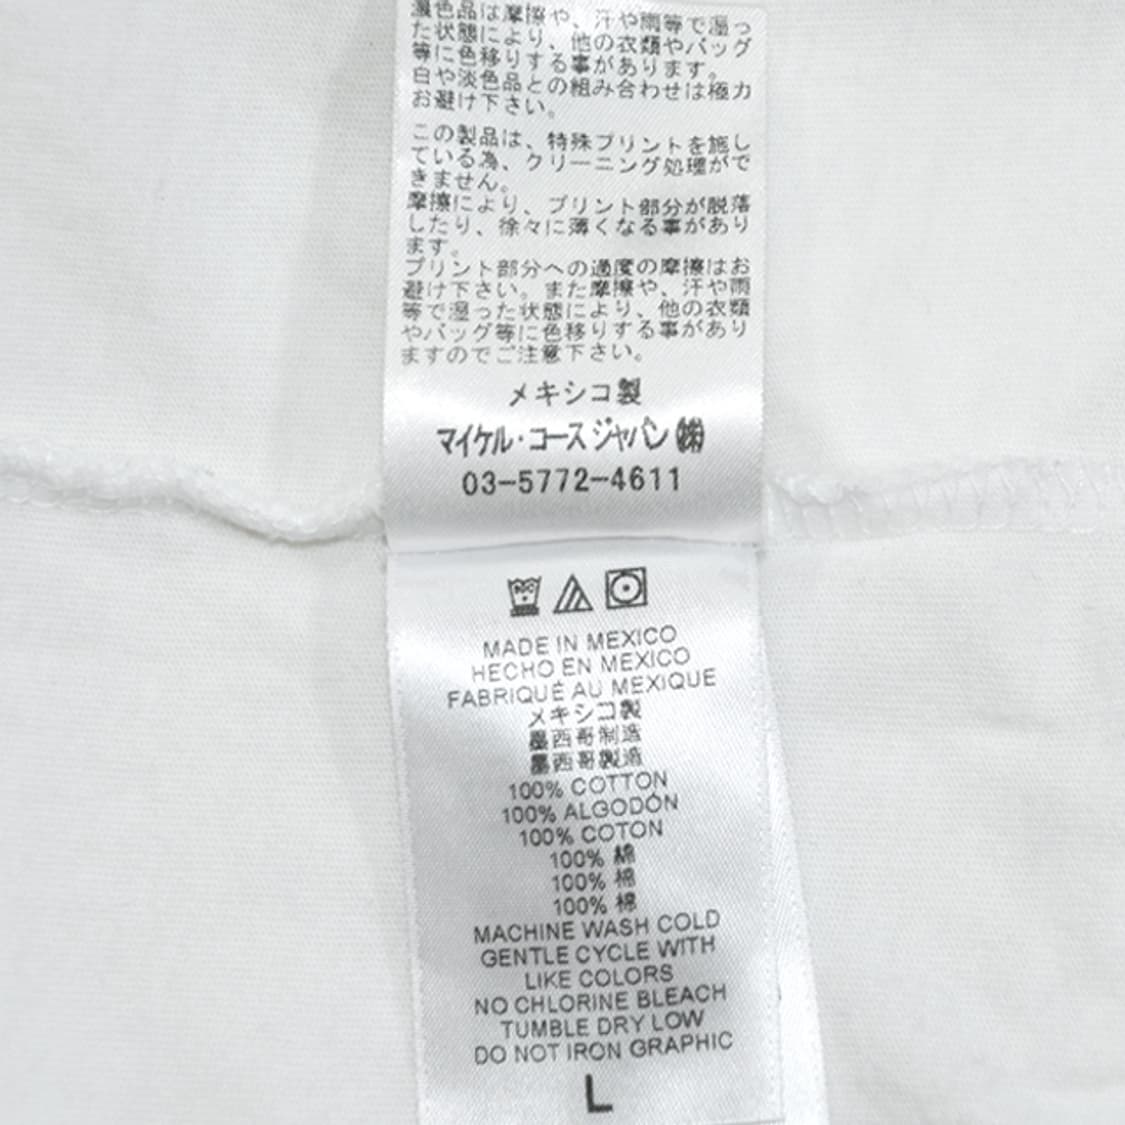 濃色品は摩擦や、汗や雨等で湿っ
た状態により、他の衣類やバッグ
等に色移りする事があります。
白や淡色品との組み合わせは極力
お避け下さい。
この製品は、特殊プリントを施し
ている為、クリーニング処理がで
きません。
摩擦により、プリント部分が脱落
したり、徐々に薄くなる事があり
ます。
プリント部分への過度の摩擦はお
避け下さい。また摩擦や、汗や雨
等で湿った状態により、他の衣類
やバッグ等に色移りする事があり
ますのでご注意下さい。
メキシコ製
マイケル・コース ジャパン ㈱
03-5772-4611
MADE IN MEXICO
HECHO EN MEXICO
FABRIQUÉ AU MEXIQUE
メキシコ製
墨西哥制造
墨西哥製造
100% COTTON
100% ALGODÓN
100% COTON
100% 綿
100% 棉
100% 棉
MACHINE WASH COLD
GENTLE CYCLE WITH
LIKE COLORS
NO CHLORINE BLEACH
TUMBLE DRY LOW
DO NOT IRON GRAPHIC
L